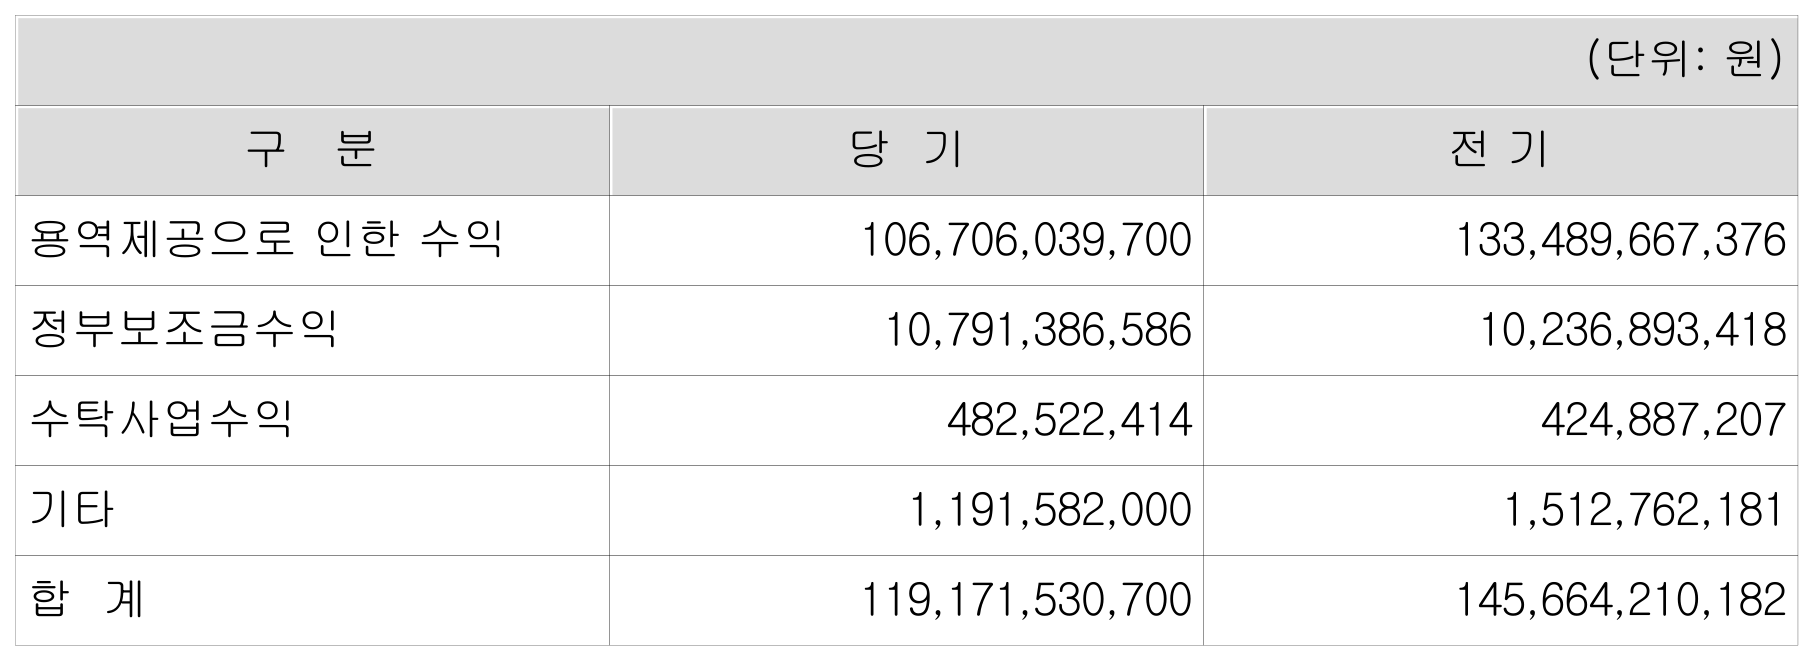 (단위: 원)
구 분 당 기 전 기
용역제공으로 인한 수익 106,706,039,700 133,489,667,376
정부보조금수익 10,791,386,586 10,236,893,418
수탁사업수익 482,522,414 424,887,207
기타 1,191,582,000 1,512,762,181
합 계 119,171,530,700 145,664,210,182